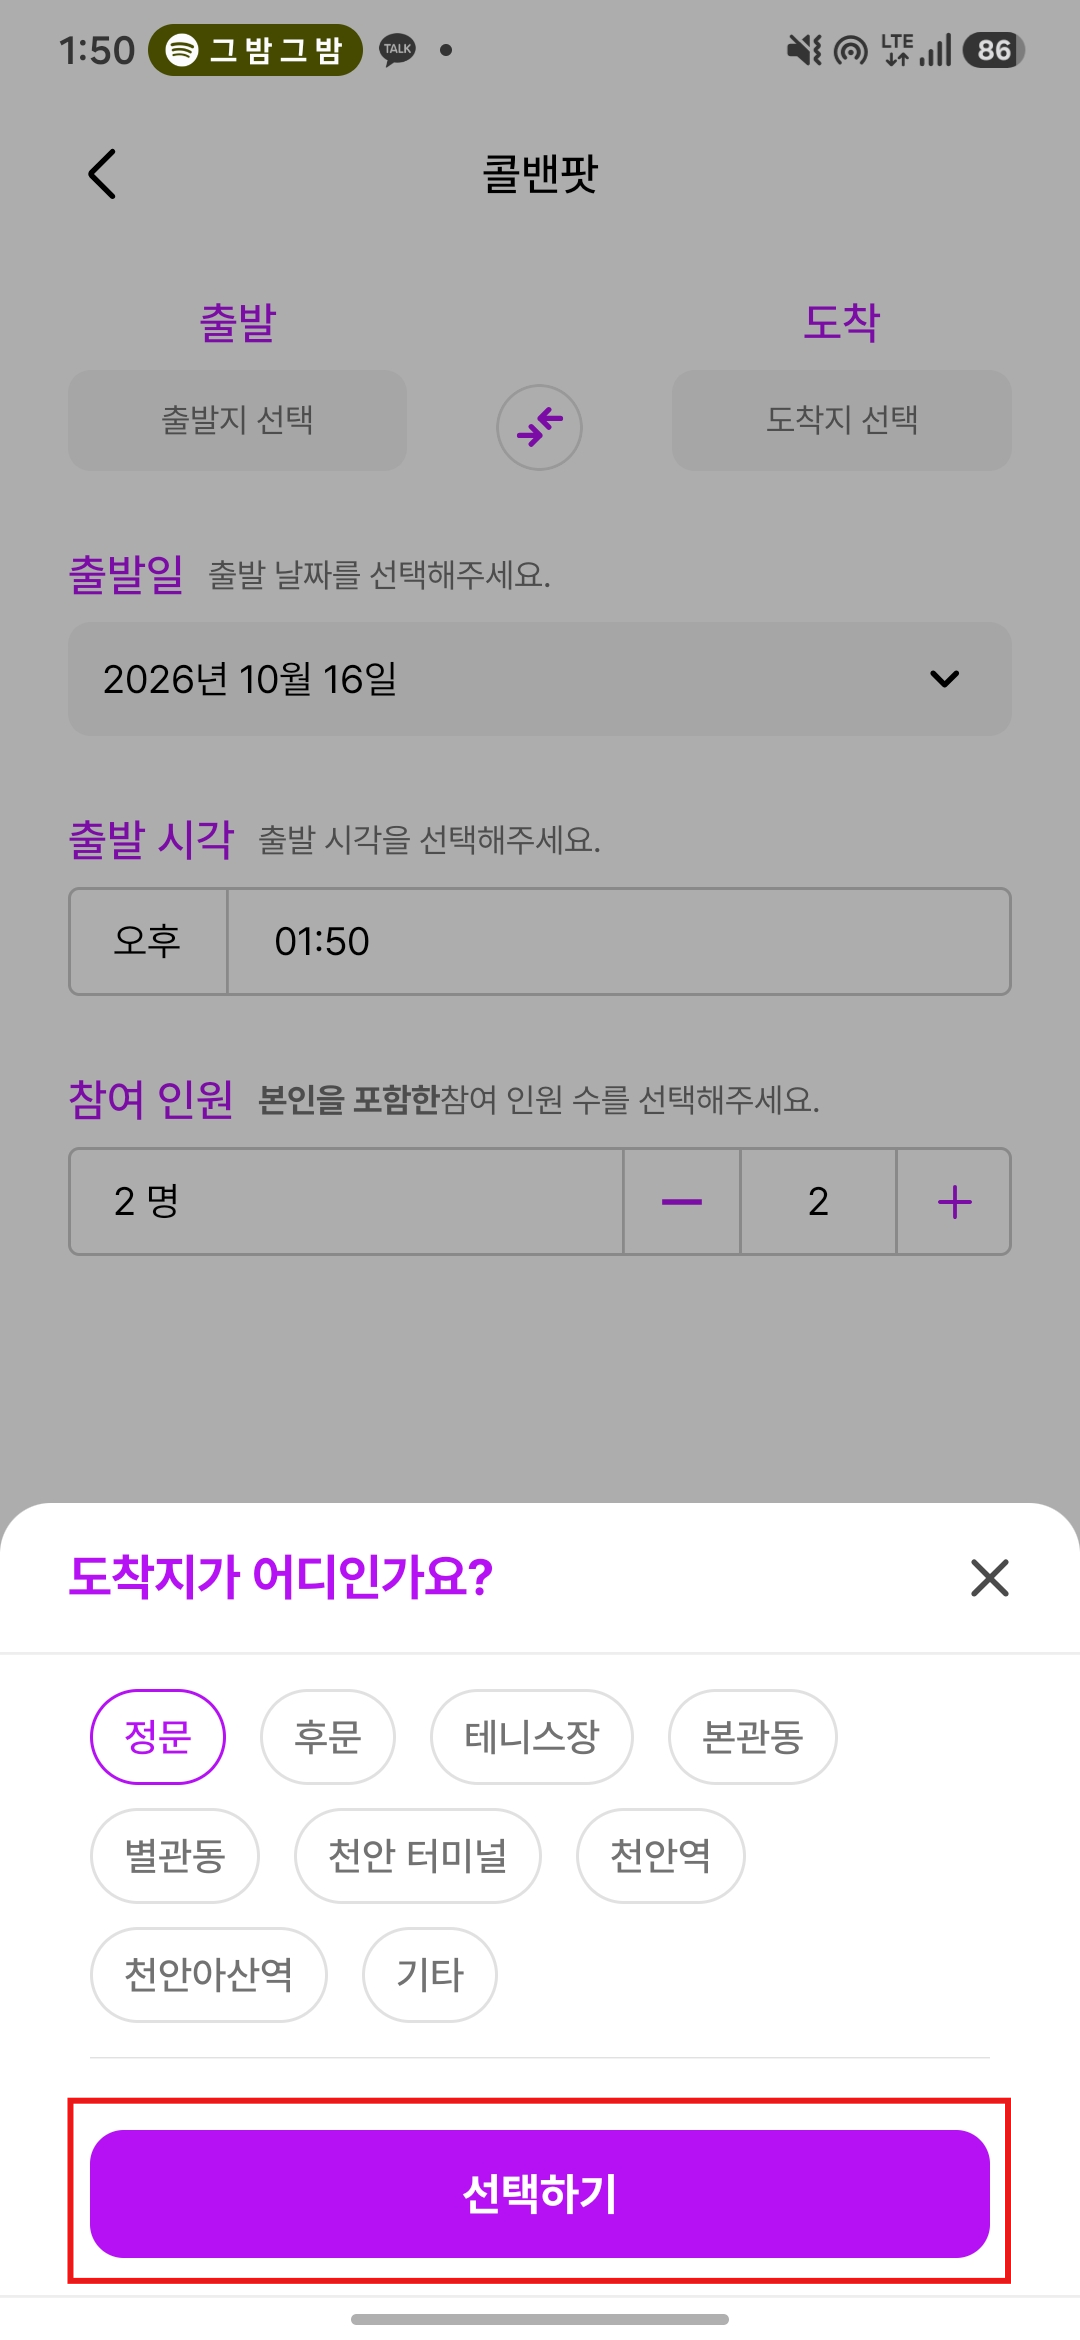 1:50 그 밤 그 밤 TALK LTE 86
콜밴팟
출발 도착
출발지 선택 도착지 선택
출발일 출발 날짜를 선택해주세요.
2026년 10월 16일
출발 시각 출발 시각을 선택해주세요.
오후 01:50
참여 인원 본인을 포함한참여 인원 수를 선택해주세요.
2 명 2
도착지가 어디인가요?
정문 후문 테니스장 본관동
별관동 천안 터미널 천안역
천안아산역 기타
선택하기